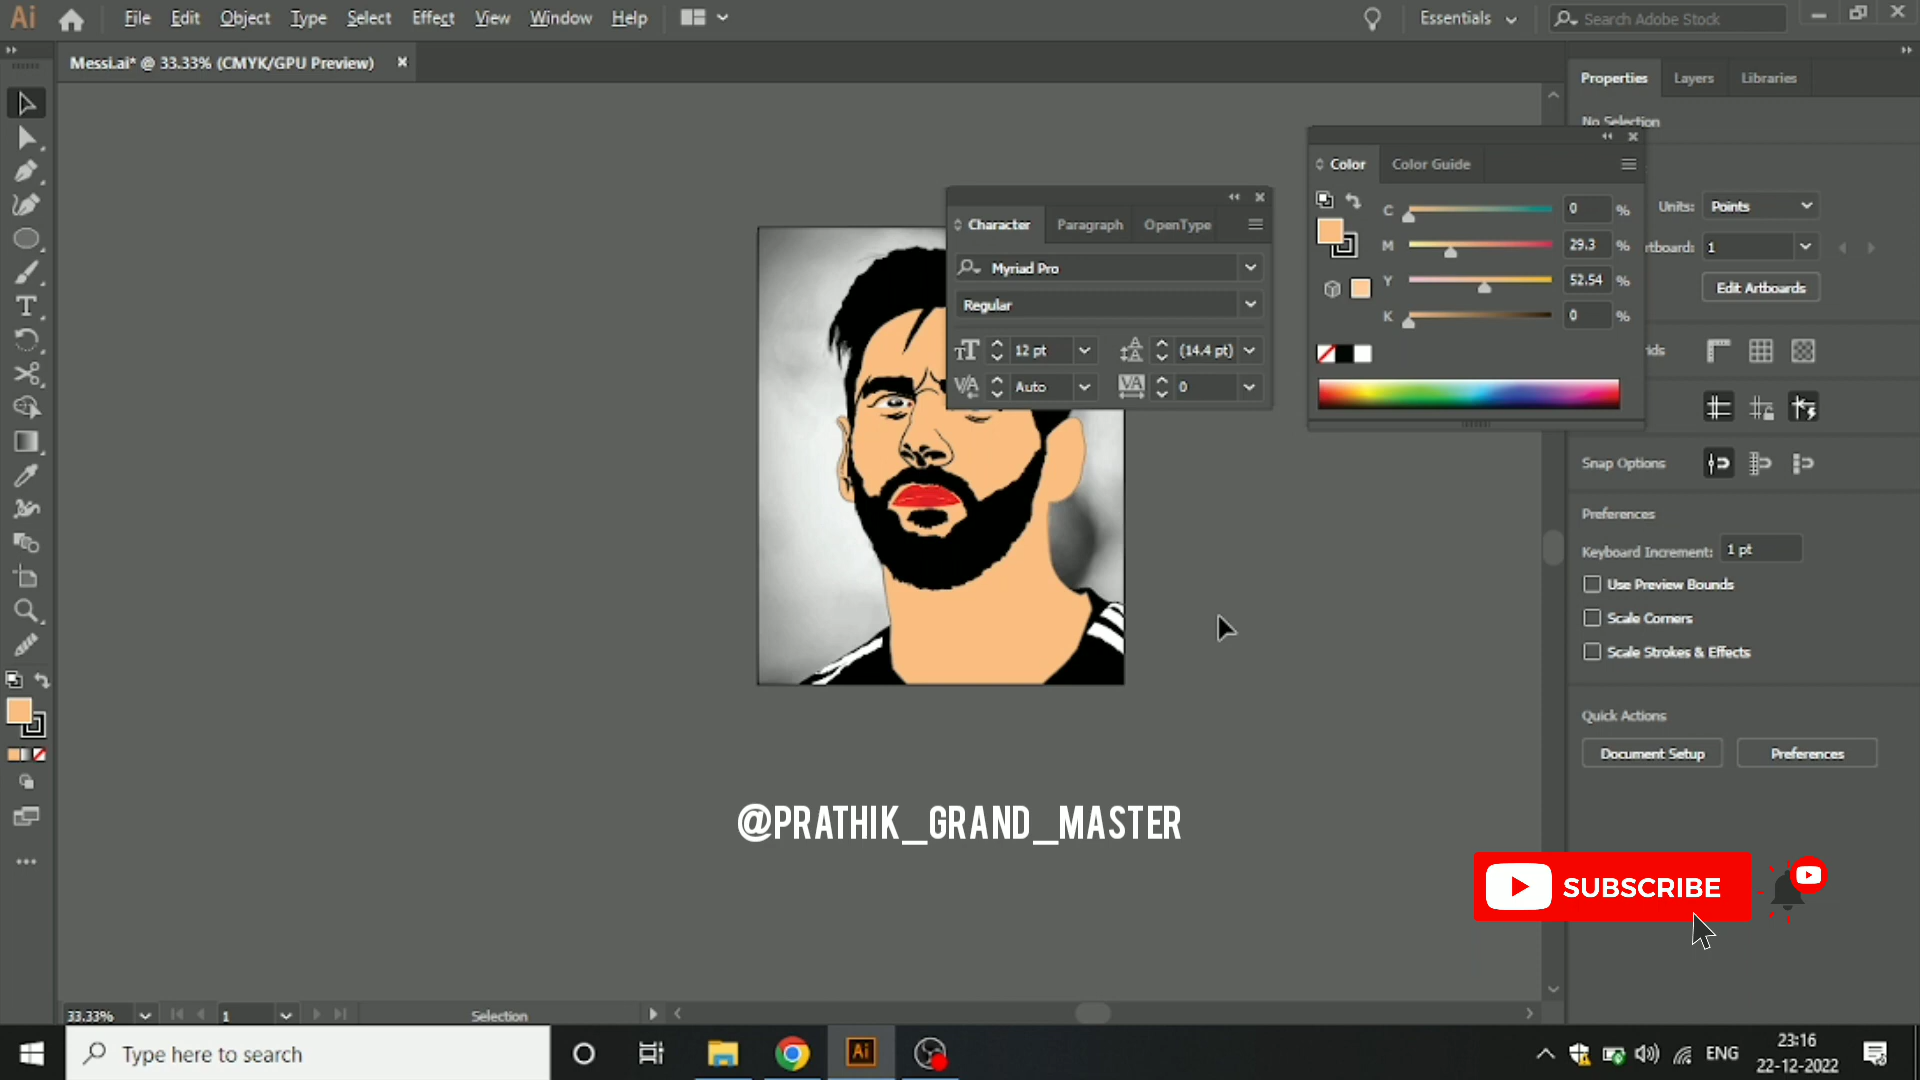 Ai File Edit Object Type Select Effect View Window Help Essentials Search Adobe Stock
Messi.ai* @ 33.33% (CMYK/GPU Preview)
Properties Layers Libraries
No Selection
Color Color Guide
C 0 %
M 29.3 %
Y 52.54 %
K 0 %
Units: Points
rtboard: 1
Edit Artboards
ids
Character Paragraph OpenType
Myriad Pro
Regular
12 pt (14.4 pt)
Auto 0
Snap Options
Preferences
Keyboard Increment: 1 pt
Use Preview Bounds
Scale Corners
Scale Strokes & Effects
Quick Actions
Document Setup Preferences
@PRATHIK_GRAND_MASTER
SUBSCRIBE
33.33% 1 Selection
Type here to search
Ai
ENG
23:16
22-12-2022